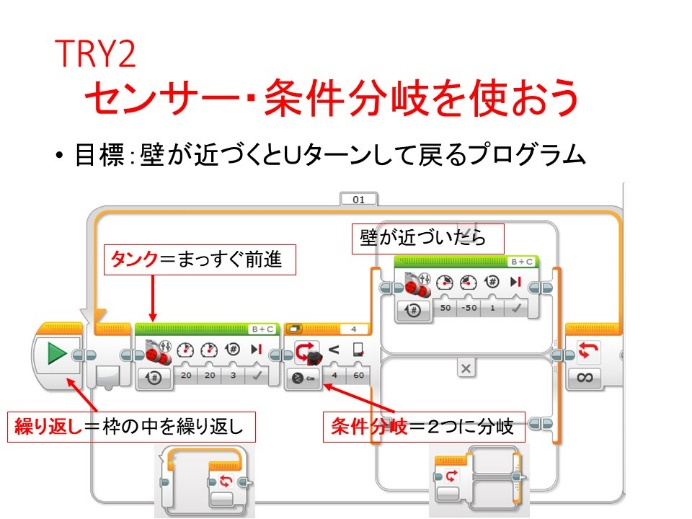 TRY2
センサー・条件分岐を使おう
• 目標：壁が近づくとUターンして戻るプログラム
01
壁が近づいたら
タンク＝まっすぐ前進
B+C
50 -50 1
B+C
4
<
20 20 3
cm
4 60
∞
繰り返し＝枠の中を繰り返し
条件分岐＝２つに分岐